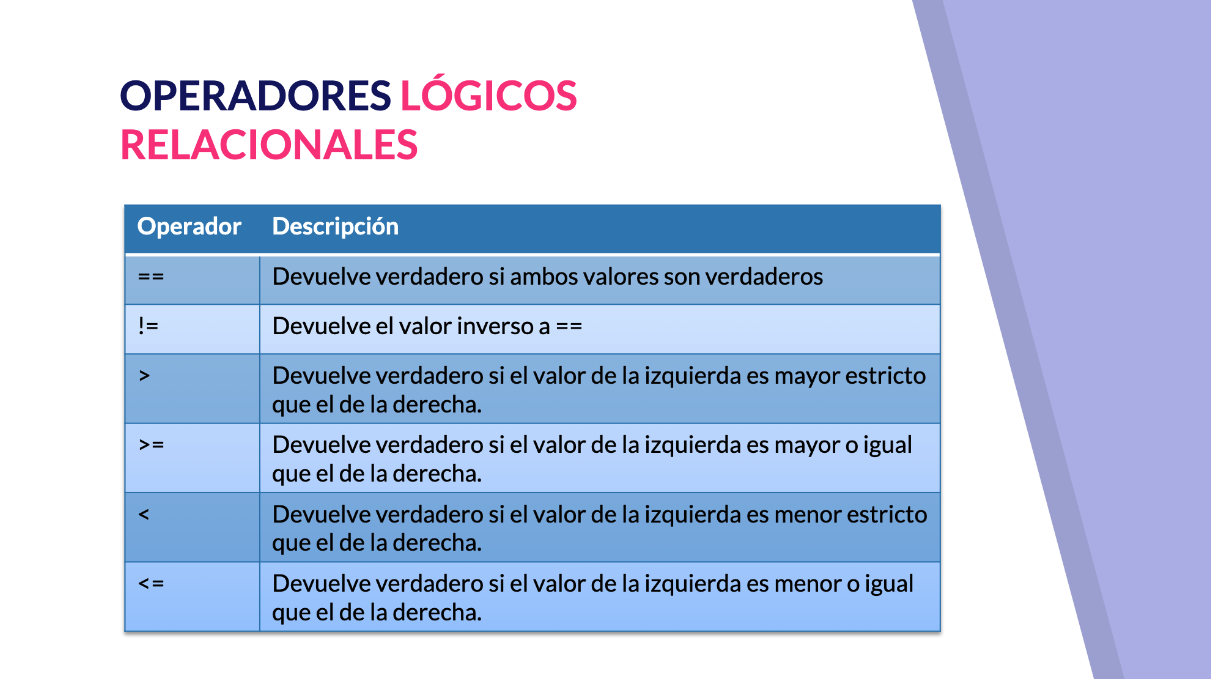 OPERADORES LÓGICOS
RELACIONALES
Operador Descripción
== Devuelve verdadero si ambos valores son verdaderos
!= Devuelve el valor inverso a ==
> Devuelve verdadero si el valor de la izquierda es mayor estricto
que el de la derecha.
>= Devuelve verdadero si el valor de la izquierda es mayor o igual
que el de la derecha.
< Devuelve verdadero si el valor de la izquierda es menor estricto
que el de la derecha.
<= Devuelve verdadero si el valor de la izquierda es menor o igual
que el de la derecha.